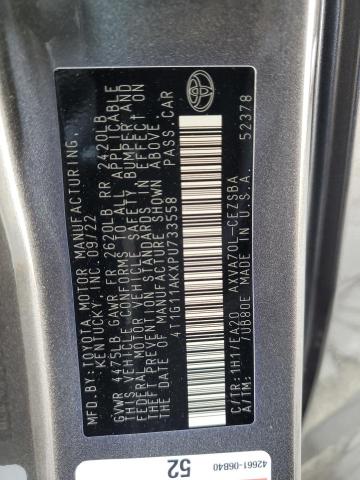 MFD.BY:TOYOTA MOTOR MANUFACTURING,
KENTUCKY, INC. 09/22
GVWR 4475LB GAWR FR 2620LB RR 2420LB
THIS VEHICLE CONFORMS TO ALL APPLICABLE
FEDERAL MOTOR VEHICLE SAFETY, BUMPER, AND
THEFT PREVENTION STANDARDS IN EFFECT ON
THE DATE OF MANUFACTURE SHOWN ABOVE.
4T1G11AKXPU733558 PASS.CAR
C/TR:1H17/EA20 AXVA70L-CEZSBA
A/TM: /UB80E MADE IN U.S.A. 52378
52
42661-06B40